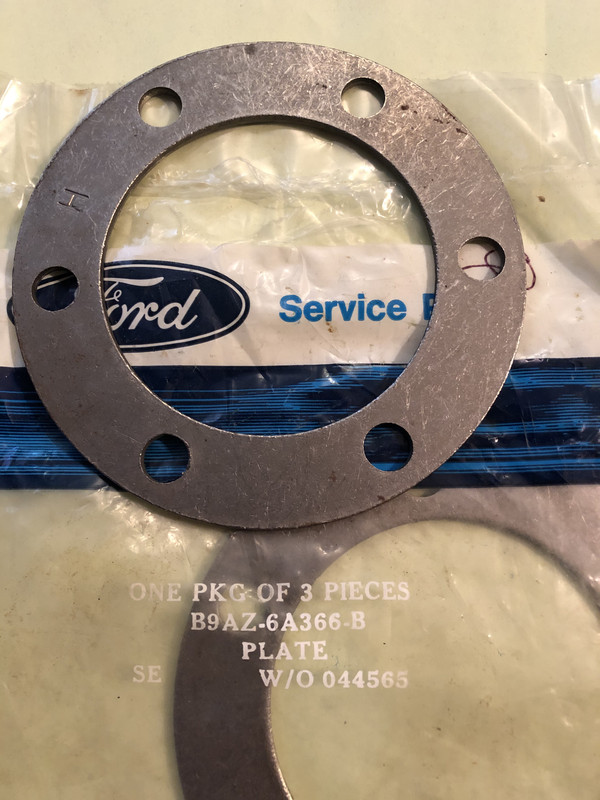 H
Ford
Service
ONE PKG OF 3 PIECES
B9AZ-6A366-B
PLATE
SE W/O 044565